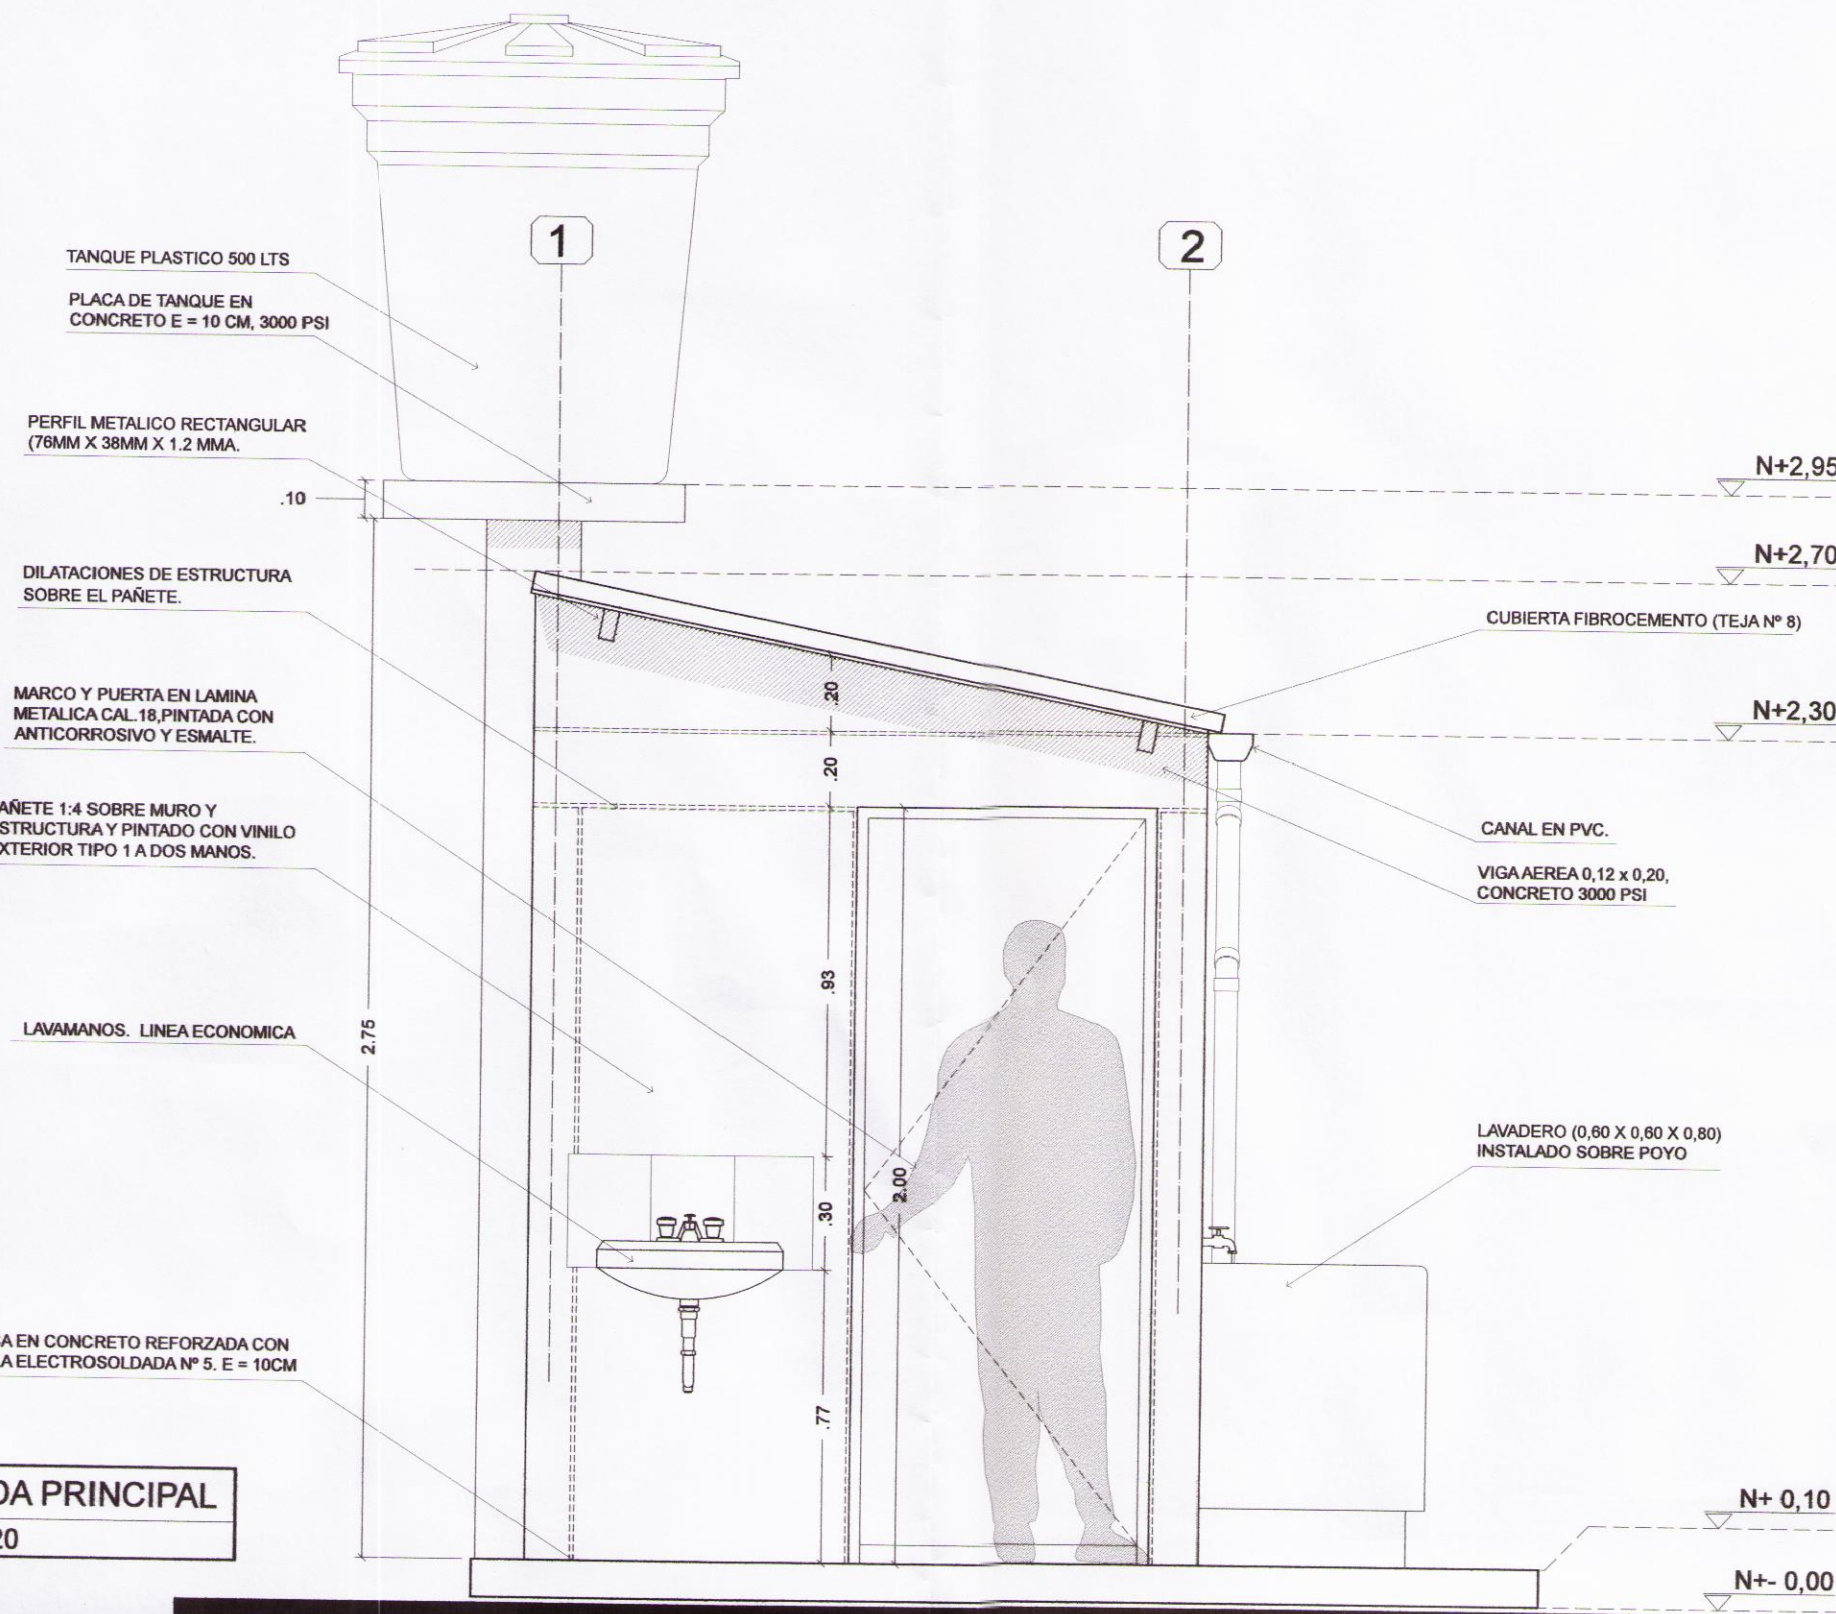 1
2
TANQUE PLASTICO 500 LTS
PLACA DE TANQUE EN
CONCRETO E = 10 CM, 3000 PSI
PERFIL METALICO RECTANGULAR
(76MM X 38MM X 1.2 MMA.
.10
DILATACIONES DE ESTRUCTURA
SOBRE EL PAÑETE.
MARCO Y PUERTA EN LAMINA
METALICA CAL.18,PINTADA CON
ANTICORROSIVO Y ESMALTE.
AÑETE 1:4 SOBRE MURO Y
STRUCTURA Y PINTADO CON VINILO
XTERIOR TIPO 1 A DOS MANOS.
LAVAMANOS. LINEA ECONOMICA
2.75
A EN CONCRETO REFORZADA CON
LA ELECTROSOLDADA Nº 5. E = 10CM
DA PRINCIPAL
20
.20
.20
.93
.30
.77
2.00
N+2,95
N+2,70
CUBIERTA FIBROCEMENTO (TEJA Nº 8)
N+2,30
CANAL EN PVC.
VIGA AEREA 0,12 x 0,20,
CONCRETO 3000 PSI
LAVADERO (0,60 X 0,60 X 0,80)
INSTALADO SOBRE POYO
N+ 0,10
N+- 0,00